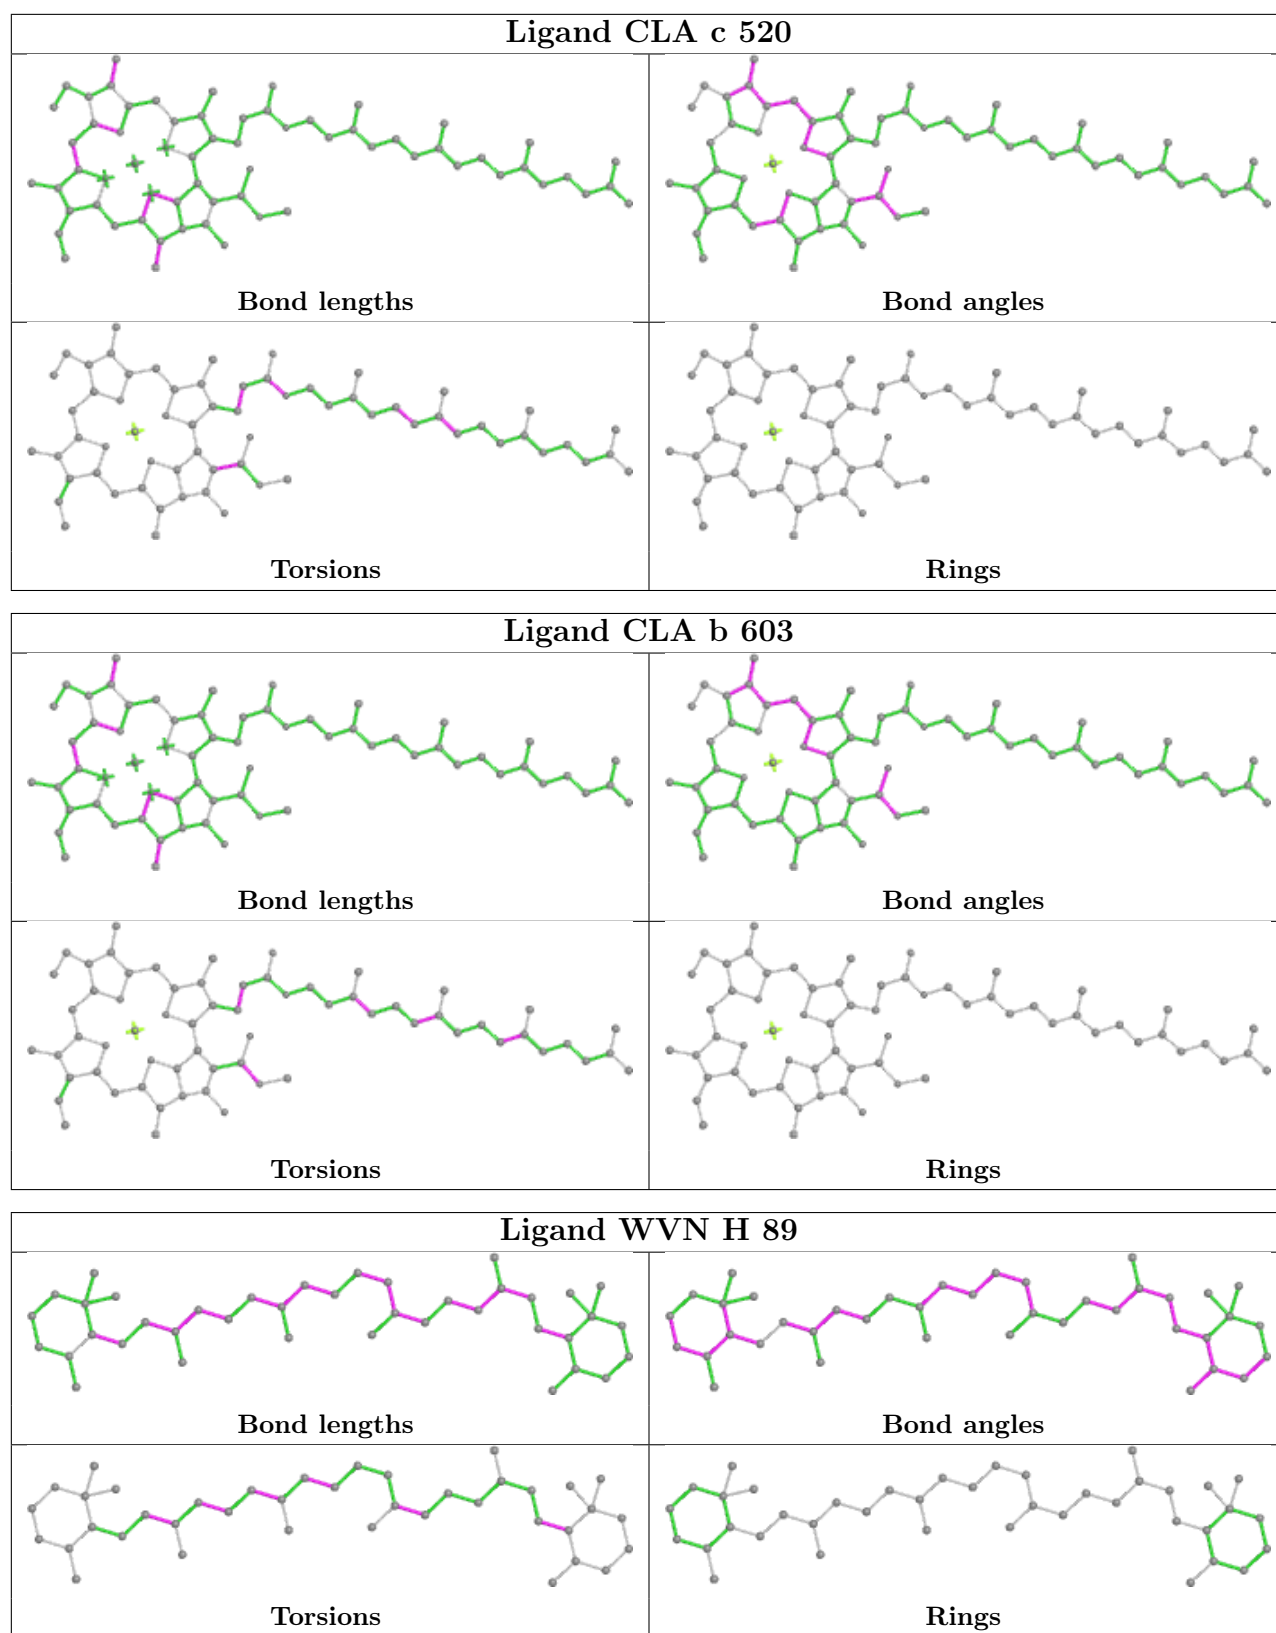 Ligand CLA c 520
Bond lengths
Bond angles
Torsions
Rings
Ligand CLA b 603
Bond lengths
Bond angles
Torsions
Rings
Ligand WVN H 89
Bond lengths
Bond angles
Torsions
Rings